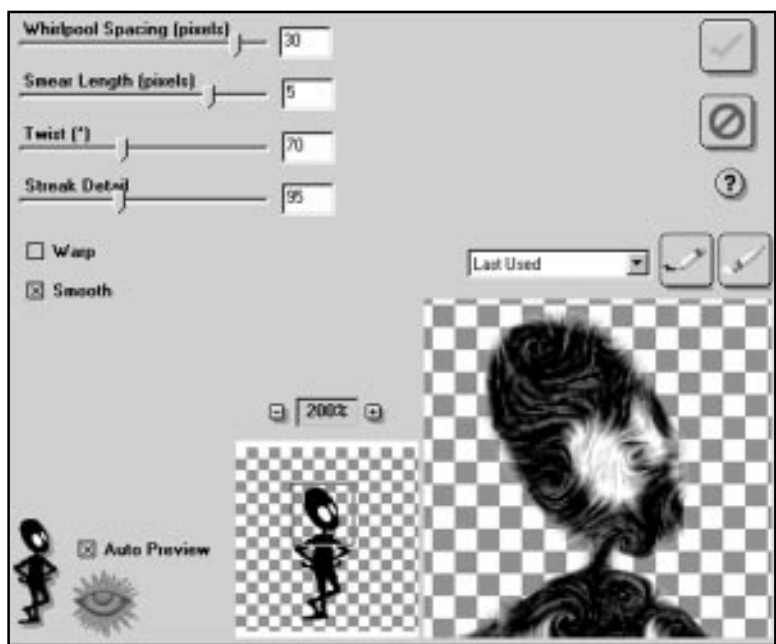 Whirlpool Spacing (pixels)
30
Smear Length (pixels)
5
Twist (°)
70
Streak Detail
95
Warp
Smooth
?
Last Used
200%
Auto Preview